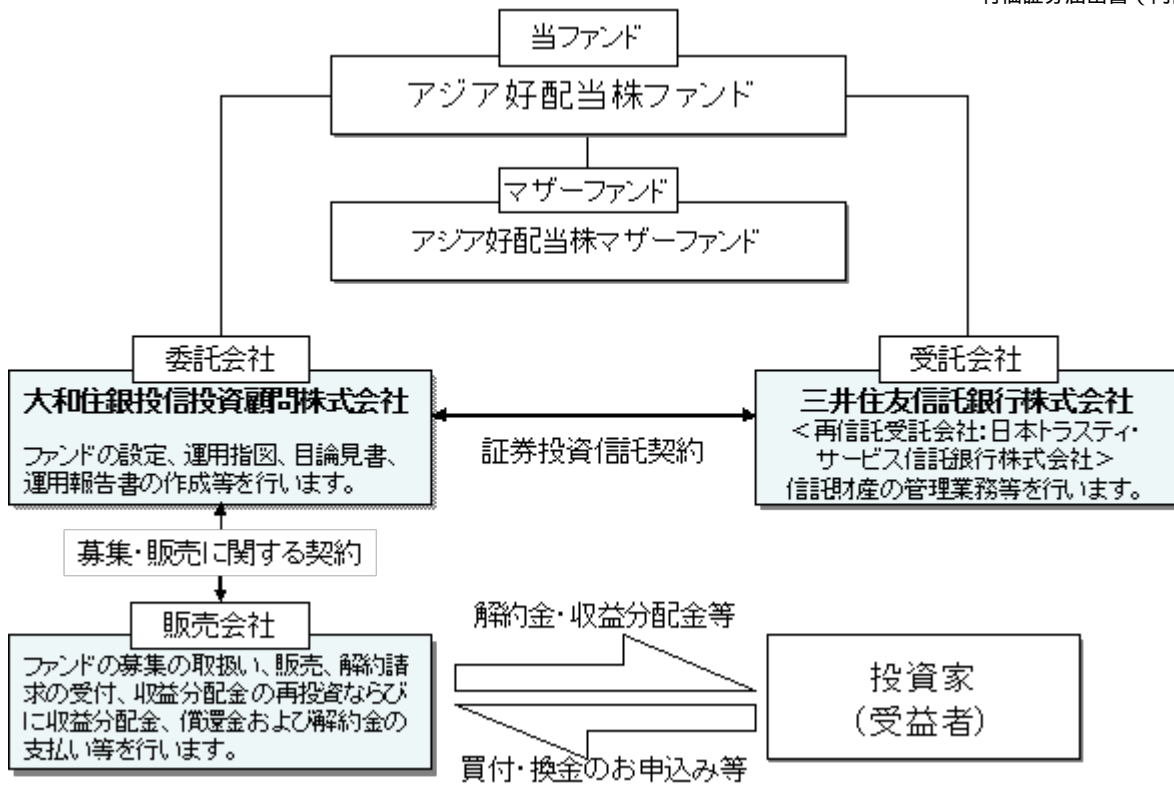 当ファンド
アジア好配当株ファンド
マザーファンド
アジア好配当株マザーファンド
委託会社
大和住銀投信投資顧問株式会社
ファンドの設定、運用指図、目論見書、
運用報告書の作成等を行います。
証券投資信託契約
受託会社
三井住友信託銀行株式会社
<再信託受託会社:日本トラスティ・
サービス信託銀行株式会社>
信託財産の管理業務等を行います。
募集・販売に関する契約
販売会社
ファンドの募集の取扱い、販売、解約請
求の受付、収益分配金の再投資ならび
に収益分配金、償還金および解約金の
支払い等を行います。
解約金・収益分配金等
買付・換金のお申込み等
投資家
(受益者)